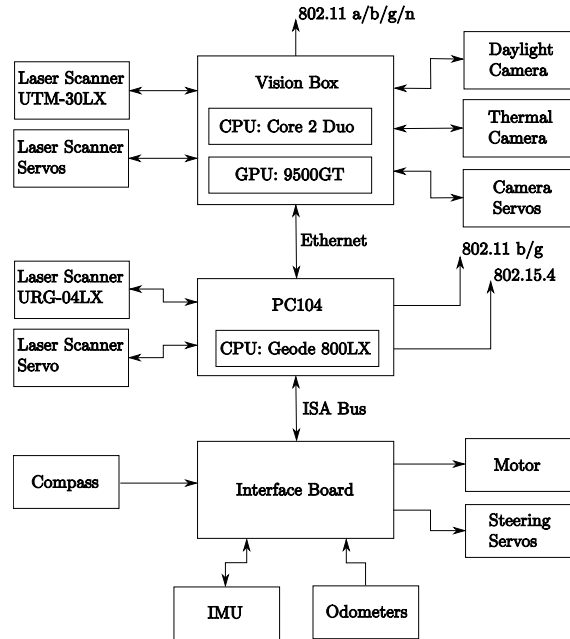 802.11 a/b/g/n
Laser Scanner
UTM-30LX
Vision Box
Daylight
Camera
CPU: Core 2 Duo
Thermal
Camera
Laser Scanner
Servos
GPU: 9500GT
Camera
Servos
Ethernet
802.11 b/g
802.15.4
Laser Scanner
URG-04LX
PC104
Laser Scanner
Servo
CPU: Geode 800LX
ISA Bus
Compass
Interface Board
Motor
Steering
Servos
IMU
Odometers